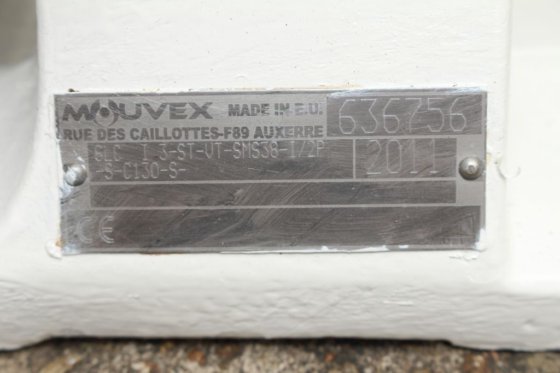 MOUVEX MADE IN E.U. 636756
RUE DES CAILLOTTES-F89 AUXERRE
SLC 1 3-ST-VT-SMS38-1/2P 2011
-S-C130-S-
CE